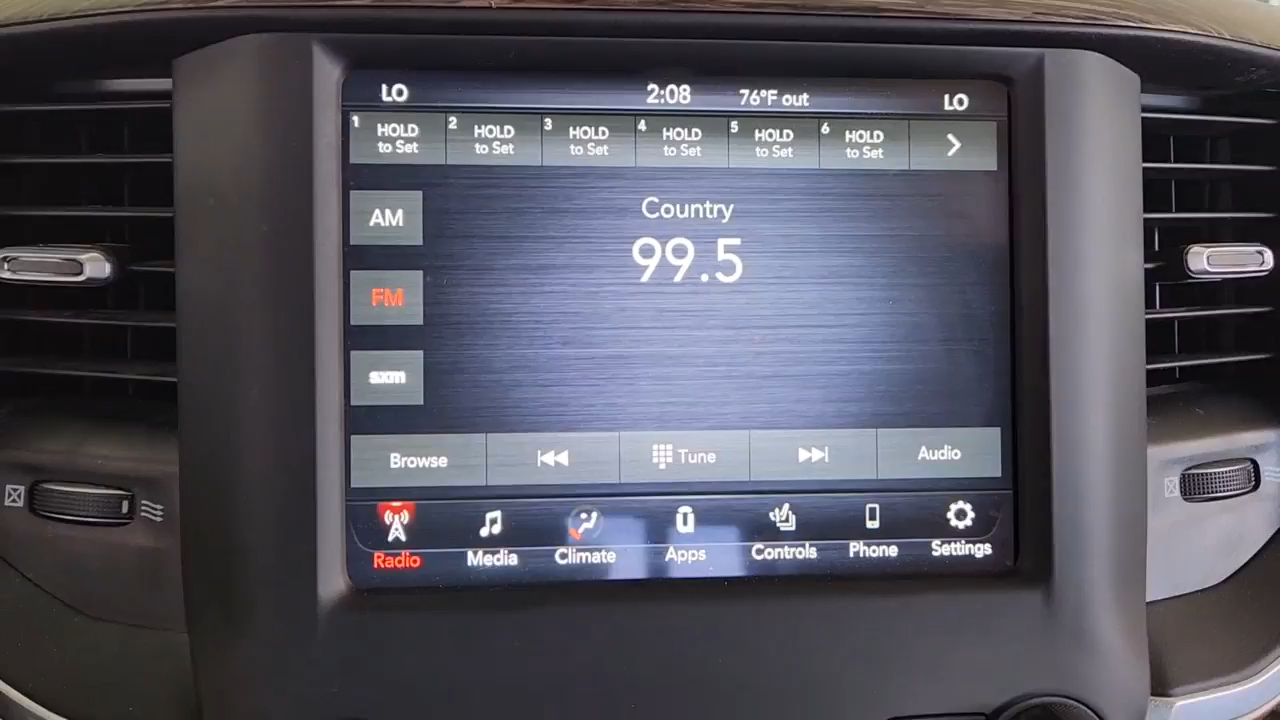 LO 2:08 76°F out LO
1 HOLD to Set
2 HOLD to Set
3 HOLD to Set
4 HOLD to Set
5 HOLD to Set
6 HOLD to Set
AM
Country
99.5
FM
sxm
Browse Tune Audio
Radio Media Climate Apps Controls Phone Settings